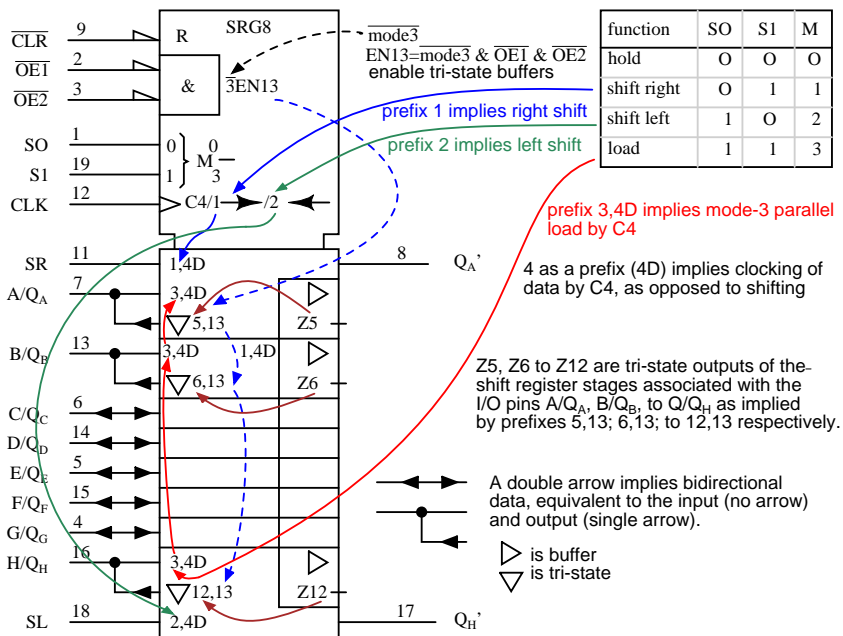 9
CLR
R
SRG8
2
OE1
3
OE2
&
3EN13
mode3
EN13=mode3 & OE1 & OE2
enable tri-state buffers
function SO S1 M
hold O O O
shift right O 1 1
shift left 1 O 2
load 1 1 3
prefix 1 implies right shift
prefix 2 implies left shift
1
SO
0
0
M
19
S1
1
3
12
CLK
C4/1
/2
prefix 3,4D implies mode-3 parallel
load by C4
11
SR
1,4D
8
QA’
4 as a prefix (4D) implies clocking of
data by C4, as opposed to shifting
7
A/QA
3,4D
5,13
Z5
13
B/QB
3,4D
1,4D
6,13
Z6
Z5, Z6 to Z12 are tri-state outputs of the
shift register stages associated with the
I/O pins A/QA, B/QB, to Q/QH as implied
by prefixes 5,13; 6,13; to 12,13 respectively.
6
C/QC
14
D/QD
5
E/QE
15
F/QF
4
G/QG
A double arrow implies bidirectional
data, equivalent to the input (no arrow)
and output (single arrow).
16
H/QH
3,4D
12,13
Z12
is buffer
is tri-state
18
SL
2,4D
17
QH’